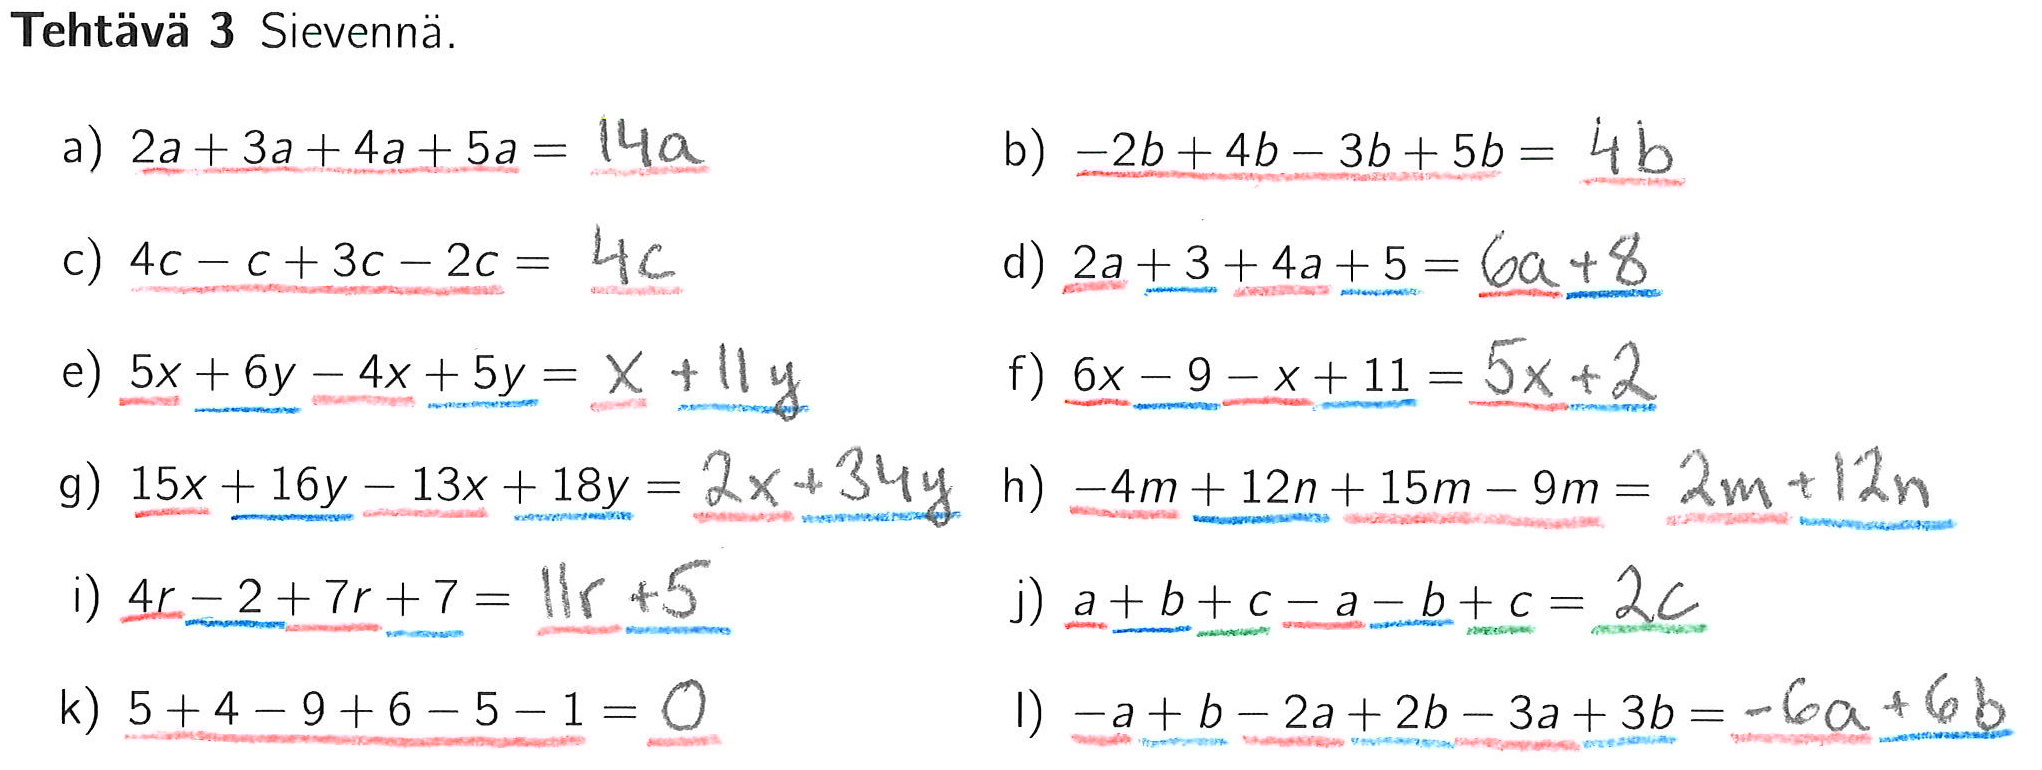 Tehtävä 3 Sievennä.
a) 2a + 3a + 4a + 5a = 14a
b) −2b + 4b − 3b + 5b = 4b
c) 4c − c + 3c − 2c = 4c
d) 2a + 3 + 4a + 5 = 6a + 8
e) 5x + 6y − 4x + 5y = x + 11y
f) 6x − 9 − x + 11 = 5x + 2
g) 15x + 16y − 13x + 18y = 2x + 34y
h) −4m + 12n + 15m − 9m = 2m + 12n
i) 4r − 2 + 7r + 7 = 11r + 5
j) a + b + c − a − b + c = 2c
k) 5 + 4 − 9 + 6 − 5 − 1 = 0
l) −a + b − 2a + 2b − 3a + 3b = −6a + 6b